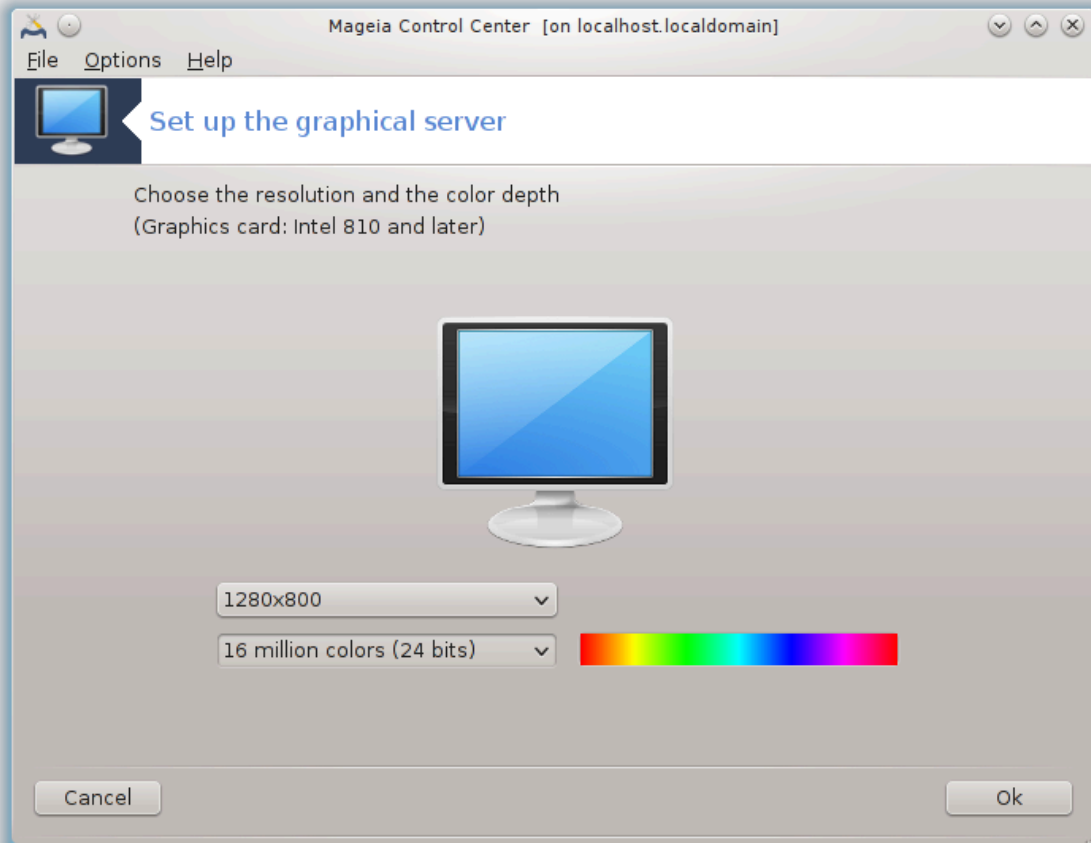 Mageia Control Center [on localhost.localdomain]
File Options Help
Set up the graphical server
Choose the resolution and the color depth
(Graphics card: Intel 810 and later)
1280x800
16 million colors (24 bits)
Cancel Ok